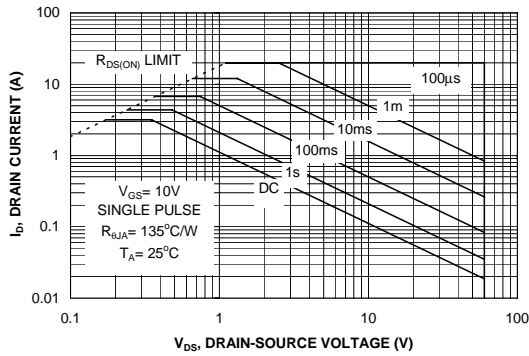 100
R_DS(ON) LIMIT
10
100μs
1m
10ms
1
100ms
1s
DC
V_GS= 10V
SINGLE PULSE
R_θJA= 135°C/W
T_A= 25°C
0.1
0.01
0.1
1
10
100
I_D, DRAIN CURRENT (A)
V_DS, DRAIN-SOURCE VOLTAGE (V)